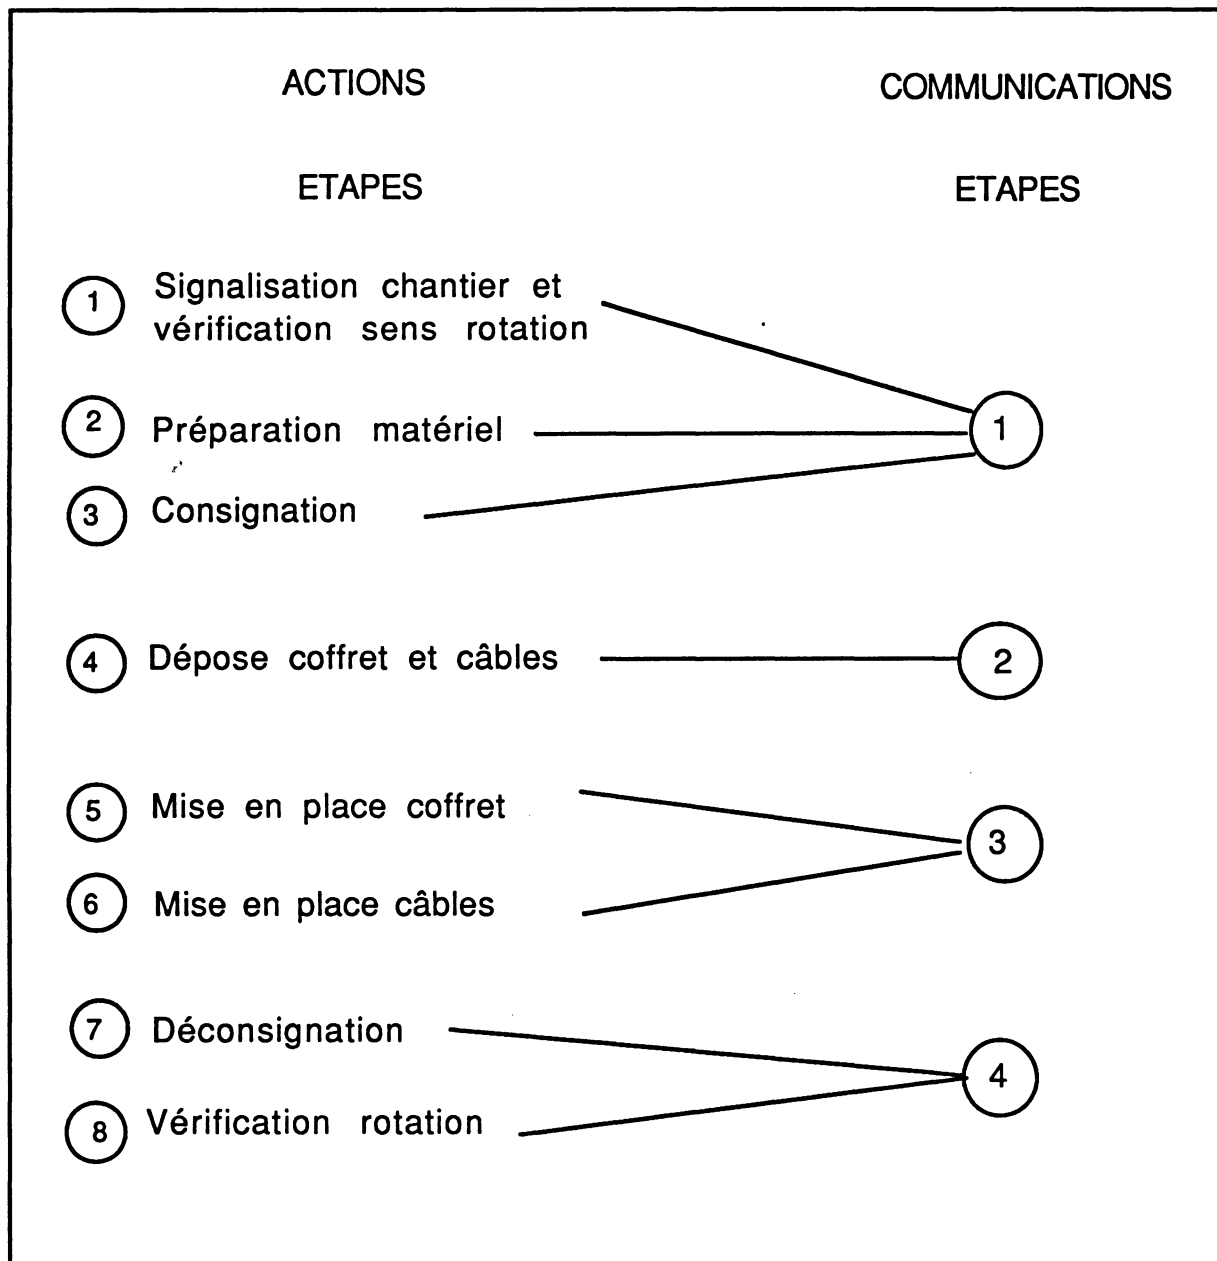 ACTIONS
COMMUNICATIONS
ETAPES
ETAPES
1 Signalisation chantier et
vérification sens rotation
2 Préparation matériel
1
3 Consignation
4 Dépose coffret et câbles
2
5 Mise en place coffret
3
6 Mise en place câbles
7 Déconsignation
4
8 Vérification rotation